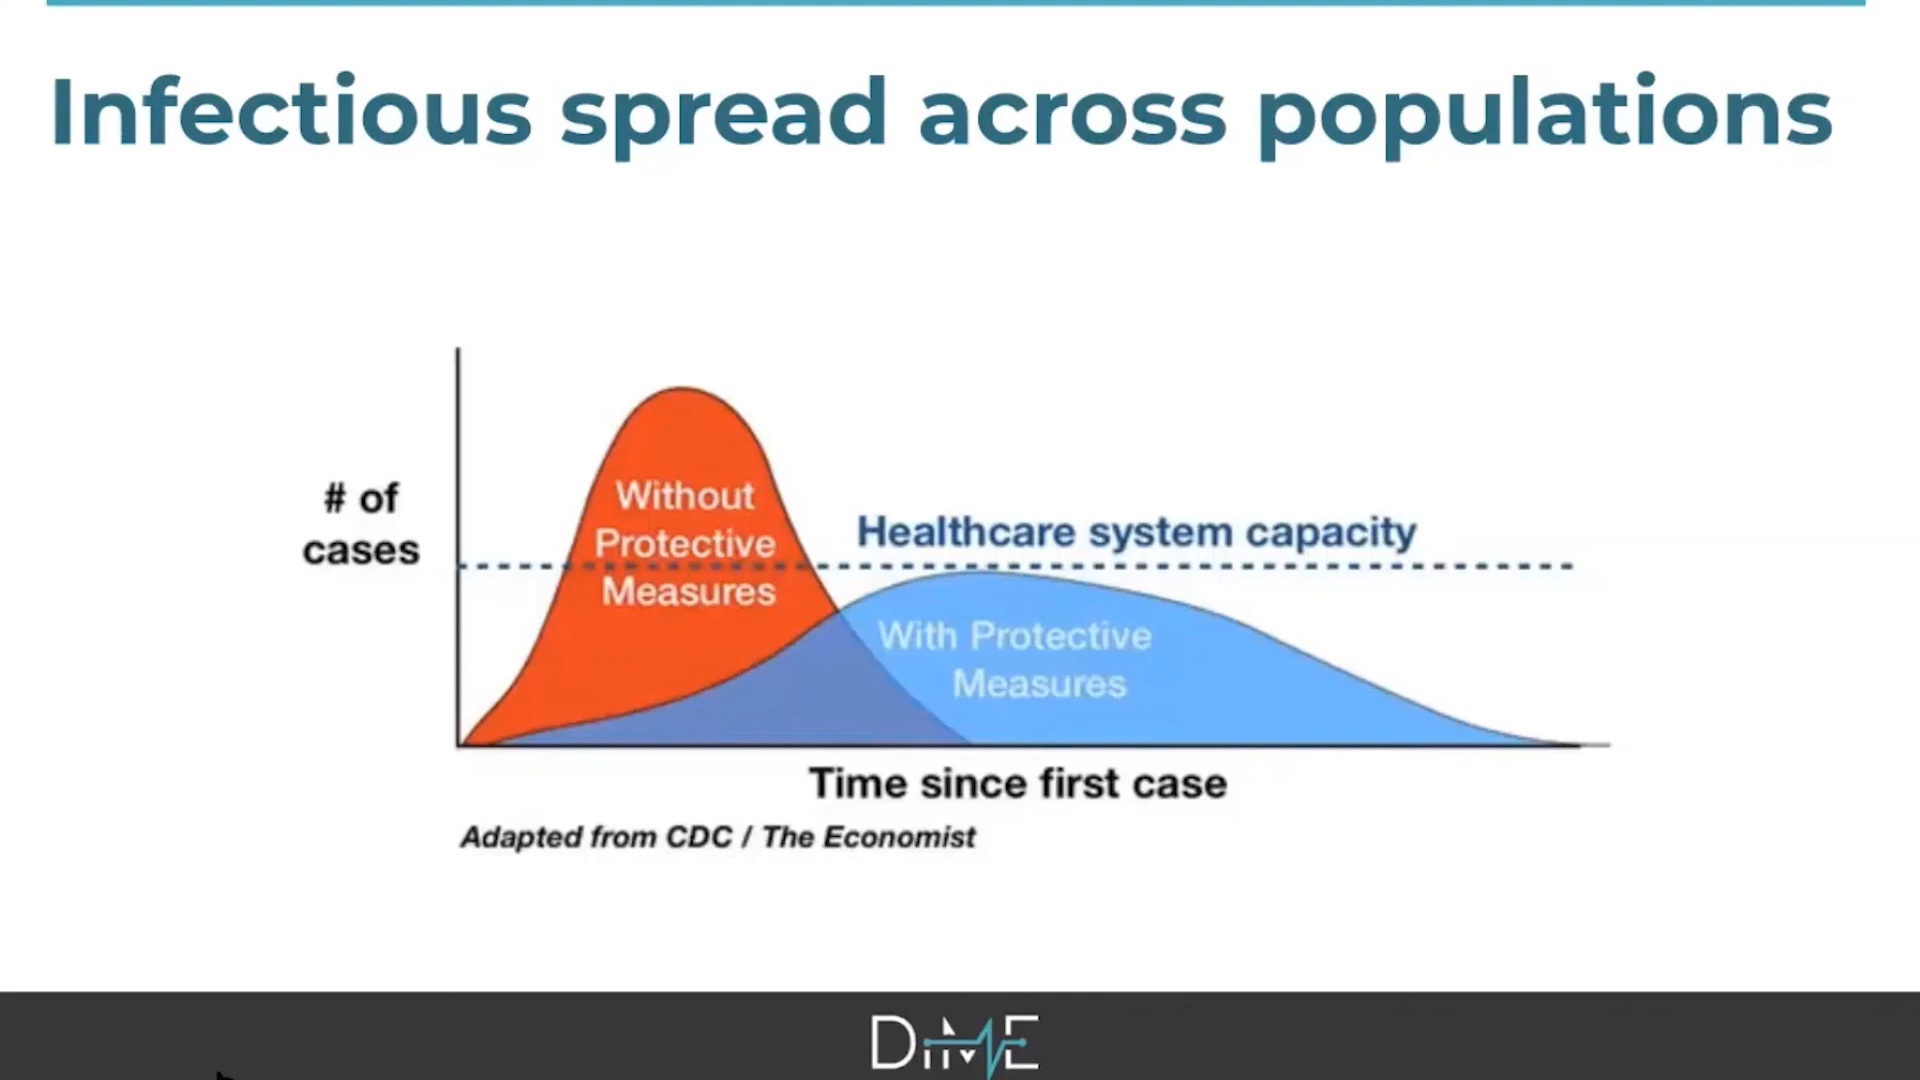 Infectious spread across populations
# of
cases
Without
Protective
Measures
Healthcare system capacity
With Protective
Measures
Time since first case
Adapted from CDC / The Economist
DiME